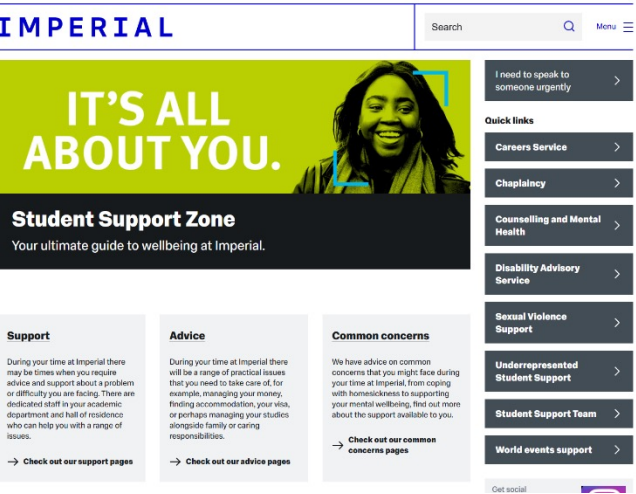 IMPERIAL
Search
Menu
IT'S ALL
ABOUT YOU.
Student Support Zone
Your ultimate guide to wellbeing at Imperial.
I need to speak to
someone urgently
Quick links
Careers Service
Chaplaincy
Counselling and Mental
Health
Disability Advisory
Service
Sexual Violence
Support
Underrepresented
Student Support
Student Support Team
World events support
Get social
Support
During your time at Imperial there
may be times when you require
advice and support about a problem
or difficulty you are facing. There are
dedicated staff in your academic
department and hall of residence
who can help you with a range of
issues.
Check out our support pages
Advice
During your time at Imperial there
will be a range of practical issues
that you need to take care of, for
example, managing your money,
finding accommodation, your visa,
or perhaps managing your studies
alongside family or caring
responsibilities.
Check out our advice pages
Common concerns
We have advice on common
concerns that you might face during
your time at Imperial, from coping
with homesickness to supporting
your mental wellbeing, find out more
about the support available to you.
Check out our common
concerns pages